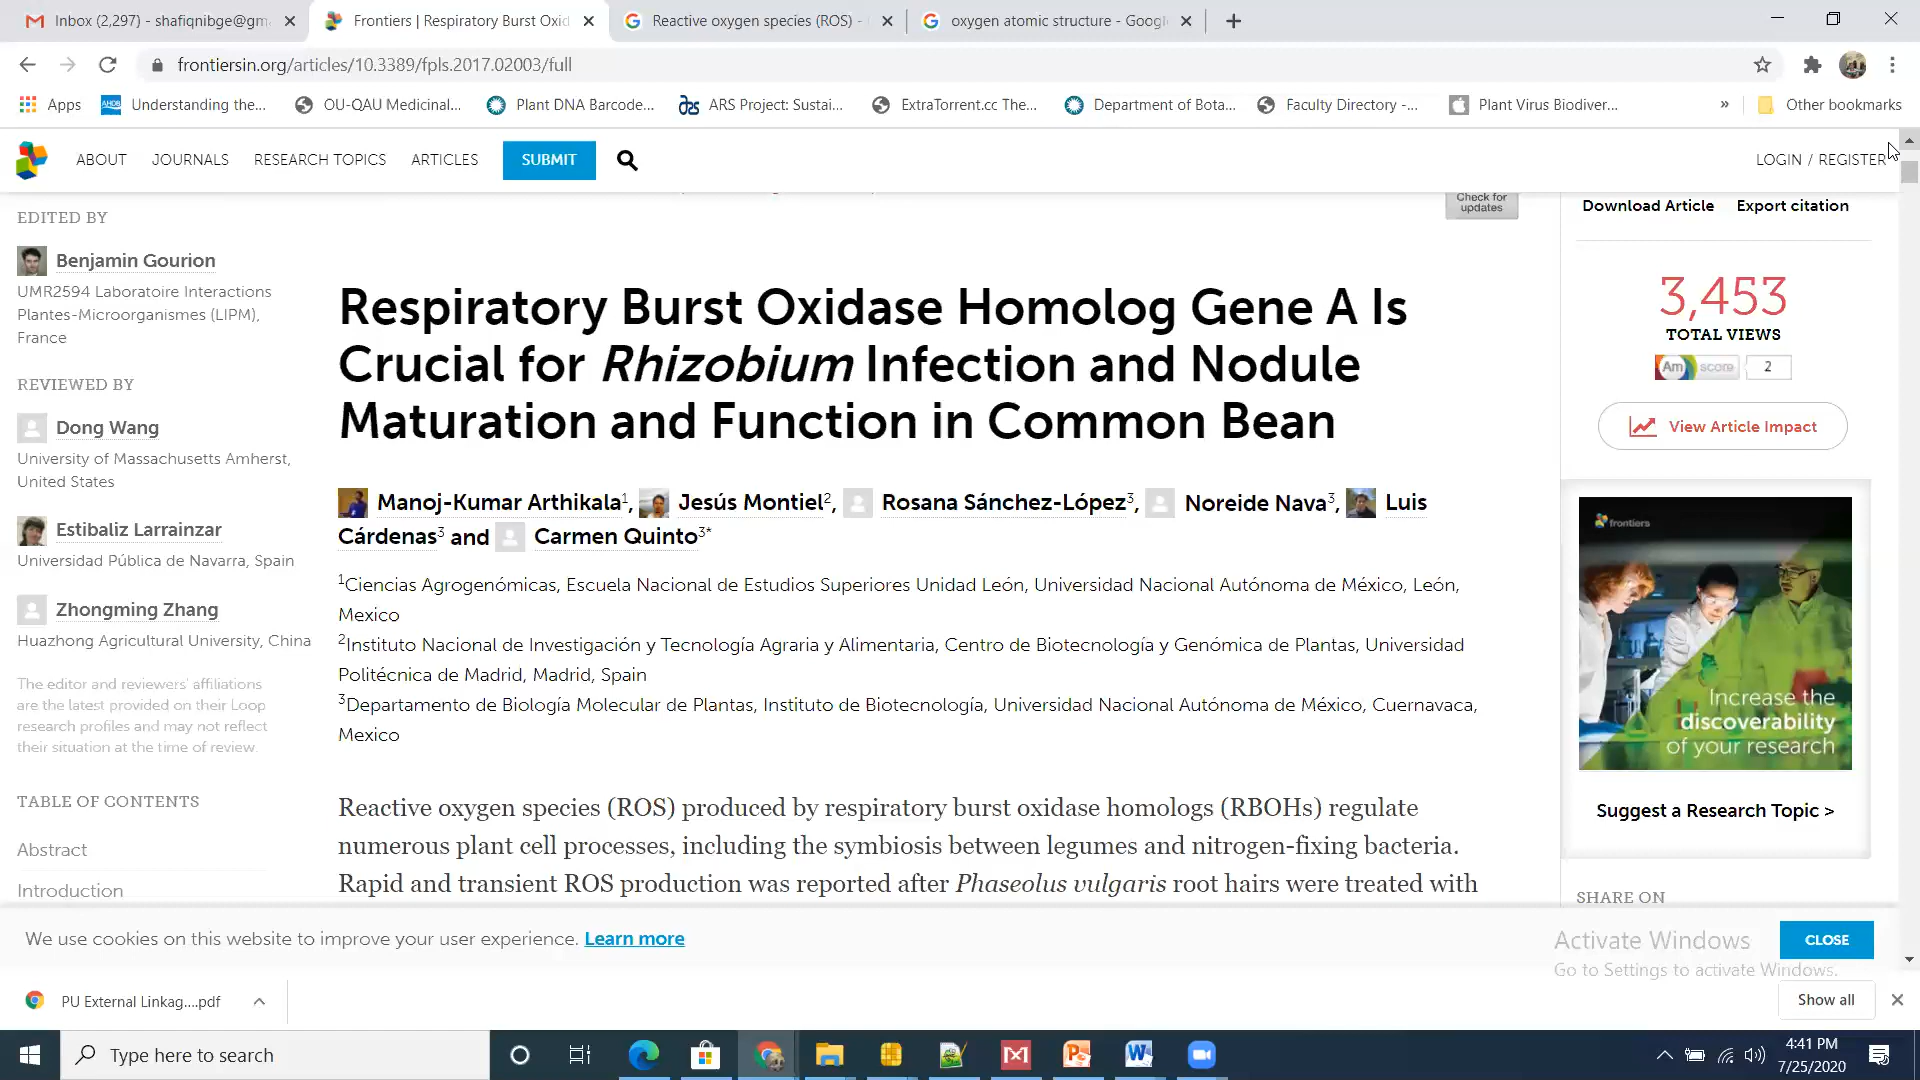 Inbox (2,297) - shafiqnibge@gm
Frontiers | Respiratory Burst Oxid
Reactive oxygen species (ROS) -
oxygen atomic structure - Googl
frontiersin.org/articles/10.3389/fpls.2017.02003/full
Apps
Understanding the...
OU-QAU Medicinal...
Plant DNA Barcode...
ARS Project: Sustai...
ExtraTorrent.cc The...
Department of Bota...
Faculty Directory -...
Plant Virus Biodiver...
»
Other bookmarks
ABOUT
JOURNALS
RESEARCH TOPICS
ARTICLES
SUBMIT
LOGIN / REGISTER
EDITED BY
Benjamin Gourion
UMR2594 Laboratoire Interactions
Plantes-Microorganismes (LIPM),
France
REVIEWED BY
Dong Wang
University of Massachusetts Amherst,
United States
Estibaliz Larrainzar
Universidad Pública de Navarra, Spain
Zhongming Zhang
Huazhong Agricultural University, China
The editor and reviewers' affiliations
are the latest provided on their Loop
research profiles and may not reflect
their situation at the time of review.
TABLE OF CONTENTS
Abstract
Introduction
Check for
updates
Respiratory Burst Oxidase Homolog Gene A Is
Crucial for Rhizobium Infection and Nodule
Maturation and Function in Common Bean
Manoj-Kumar Arthikala1, Jesús Montiel2, Rosana Sánchez-López3, Noreide Nava3, Luis
Cárdenas3 and Carmen Quinto3*
1Ciencias Agrogenómicas, Escuela Nacional de Estudios Superiores Unidad León, Universidad Nacional Autónoma de México, León,
Mexico
2Instituto Nacional de Investigación y Tecnología Agraria y Alimentaria, Centro de Biotecnología y Genómica de Plantas, Universidad
Politécnica de Madrid, Madrid, Spain
3Departamento de Biología Molecular de Plantas, Instituto de Biotecnología, Universidad Nacional Autónoma de México, Cuernavaca,
Mexico
Reactive oxygen species (ROS) produced by respiratory burst oxidase homologs (RBOHs) regulate
numerous plant cell processes, including the symbiosis between legumes and nitrogen-fixing bacteria.
Rapid and transient ROS production was reported after Phaseolus vulgaris root hairs were treated with
Download Article
Export citation
3,453
TOTAL VIEWS
Am score 2
View Article Impact
frontiers
Increase the
discoverability
of your research
Suggest a Research Topic >
SHARE ON
We use cookies on this website to improve your user experience. Learn more
CLOSE
Activate Windows
Go to Settings to activate Windows.
PU External Linkag....pdf
Show all
Type here to search
4:41 PM
7/25/2020